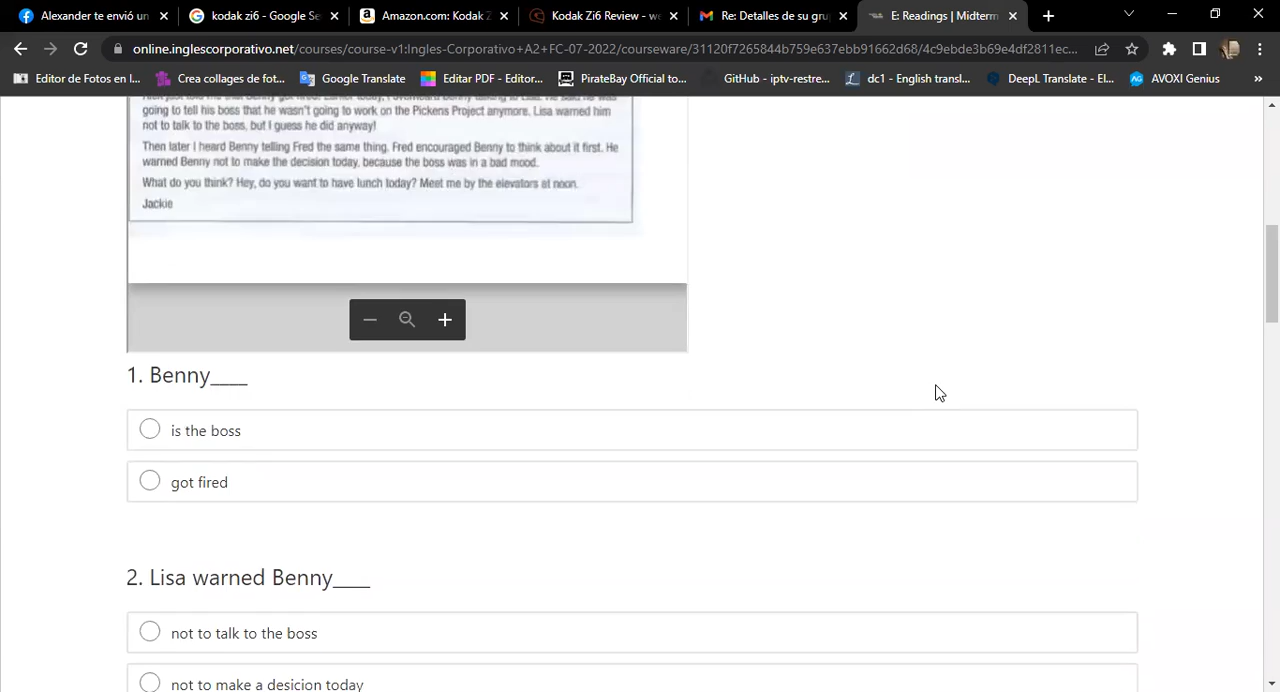 Alexander te envió un
kodak zi6 - Google Se
Amazon.com: Kodak Z
Kodak Zi6 Review - we
Re: Detalles de su gru
E: Readings | Midterm
online.inglescorporativo.net/courses/course-v1:Ingles-Corporativo+A2+FC-07-2022/courseware/31120f7265844b759e637ebb91662d68/4c9ebde3b69e4df2811ec...
Editor de Fotos en l...
Crea collages de fot...
Google Translate
Editar PDF - Editor...
PirateBay Official to...
GitHub - iptv-restre...
dc1 - English transl...
DeepL Translate - El...
AVOXI Genius
»
going to tell his boss that he wasn't going to work on the Pickens Project anymore. Lisa warned him
not to talk to the boss, but I guess he did anyway!
Then later I heard Benny telling Fred the same thing. Fred encouraged Benny to think about it first. He
warned Benny not to make the decision today, because the boss was in a bad mood.
What do you think? Hey, do you want to have lunch today? Meet me by the elevators at noon.
Jackie
1. Benny____
is the boss
got fired
2. Lisa warned Benny____
not to talk to the boss
not to make a desicion today